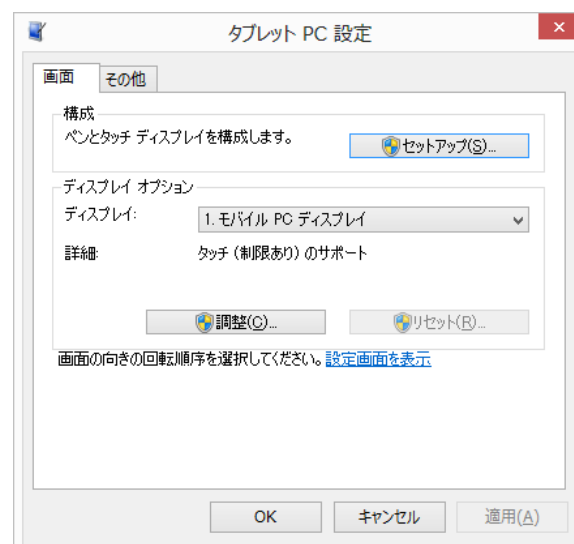 タブレット PC 設定
画面
その他
構成
ペンとタッチ ディスプレイを構成します。
セットアップ(S)...
ディスプレイ オプション
ディスプレイ:
1. モバイル PC ディスプレイ
詳細:
タッチ (制限あり) のサポート
調整(C)...
リセット(R)...
画面の向きの回転順序を選択してください。設定画面を表示
OK
キャンセル
適用(A)